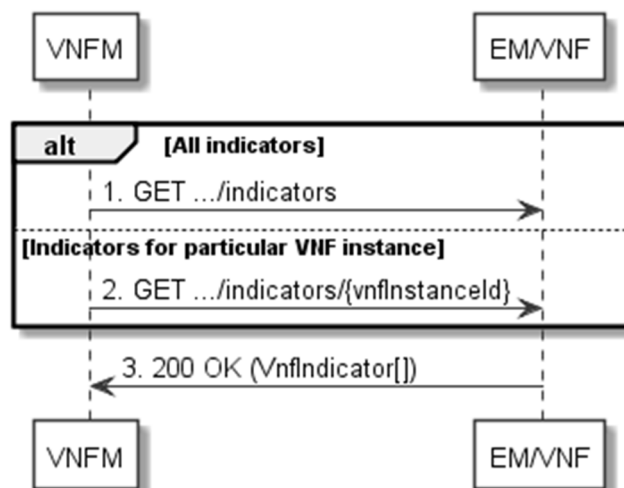 VNFM EM/VNF
alt [All indicators]
1. GET .../indicators
[Indicators for particular VNF instance]
2. GET .../indicators/{vnfInstanceId}
3. 200 OK (VnfIndicator[])
VNFM EM/VNF